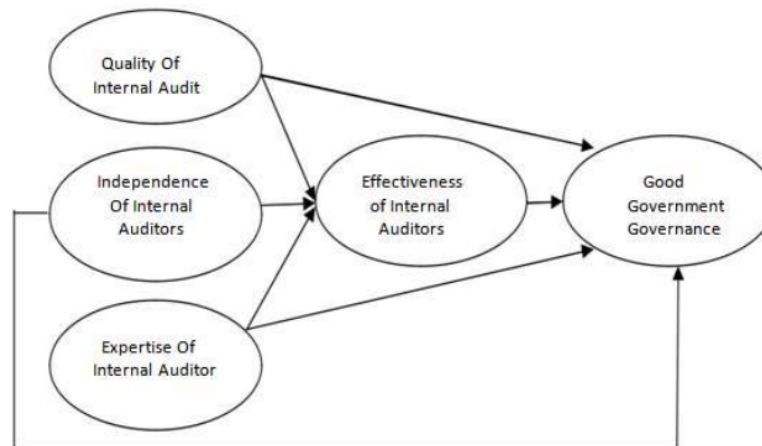 Quality Of
Internal Audit
Independence
Of Internal
Auditors
Effectiveness
of Internal
Auditors
Good
Government
Governance
Expertise Of
Internal Auditor